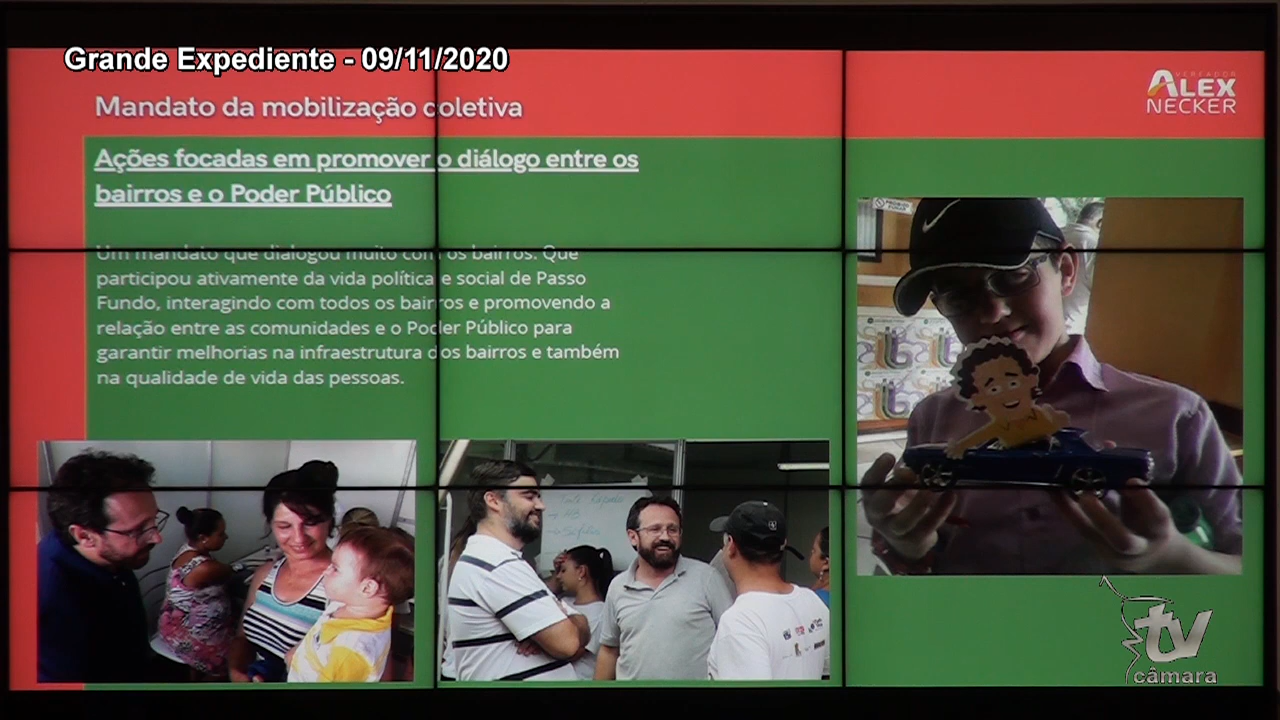 Grande Expediente - 09/11/2020
VEREADOR
ALEX
NECKER
Mandato da mobilização coletiva
Ações focadas em promover o diálogo entre os
bairros e o Poder Público
Um mandato que dialogou muito com os bairros. Que
participou ativamente da vida política e social de Passo
Fundo, interagindo com todos os bairros e promovendo a
relação entre as comunidades e o Poder Público para
garantir melhorias na infraestrutura dos bairros e também
na qualidade de vida das pessoas.
tv
câmara